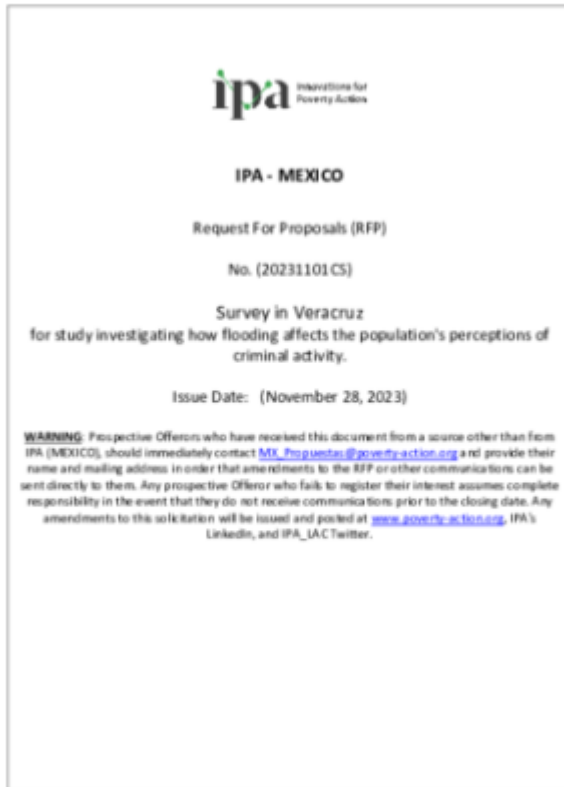 ipa Innovations for
Poverty Action
IPA - MEXICO
Request For Proposals (RFP)
No. (20231101CS)
Survey in Veracruz
for study investigating how flooding affects the population's perceptions of
criminal activity.
Issue Date: (November 28, 2023)
WARNING: Prospective Offerors who have received this document from a source other than from
IPA (MEXICO), should immediately contact MX_Propuestas@poverty-action.org and provide their
name and mailing address in order that amendments to the RFP or other communications can be
sent directly to them. Any prospective Offeror who fails to register their interest assumes complete
responsibility in the event that they do not receive communications prior to the closing date. Any
amendments to this solicitation will be issued and posted at www.poverty-action.org, IPA's
LinkedIn, and IPA_LAC Twitter.